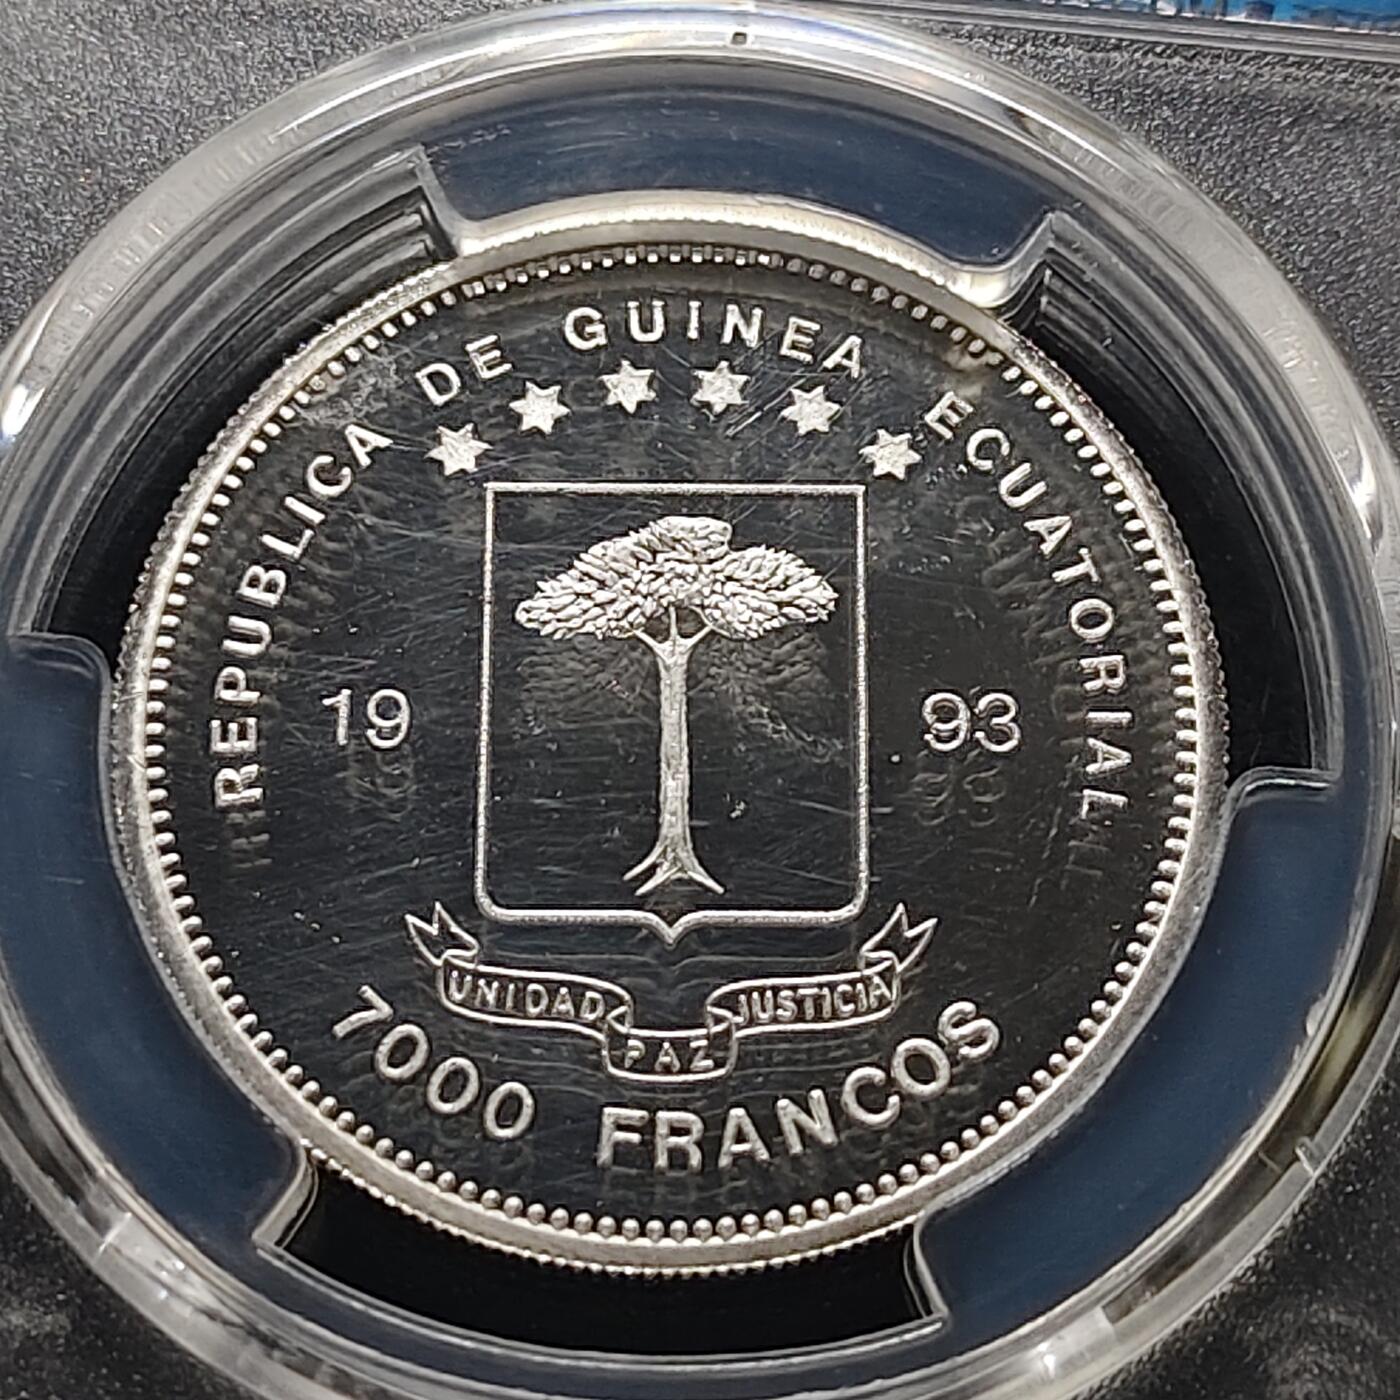 REPUBLICA DE GUINEA ECUATORIAL
19 93
UNIDAD PAZ JUSTICIA
7000 FRANCOS